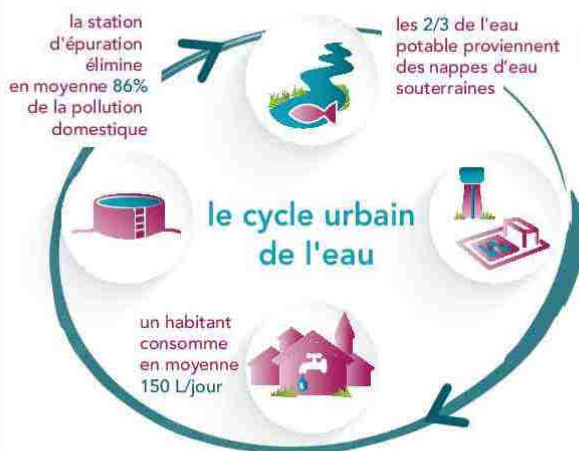 la station
d'épuration
élimine
en moyenne 86%
de la pollution
domestique
les 2/3 de l'eau
potable proviennent
des nappes d'eau
souterraines
le cycle urbain
de l'eau
un habitant
consomme
en moyenne
150 L/jour